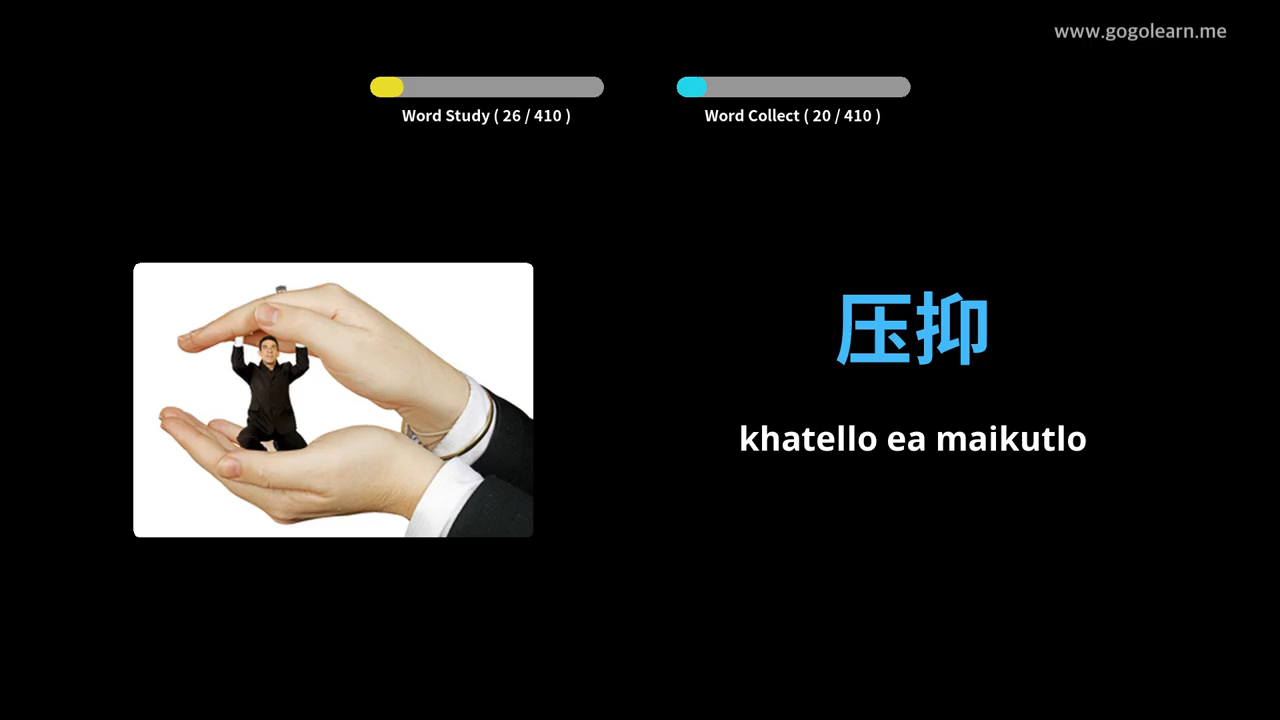 www.gogolearn.me
Word Study ( 26 / 410 )
Word Collect ( 20 / 410 )
压抑
khatello ea maikutlo